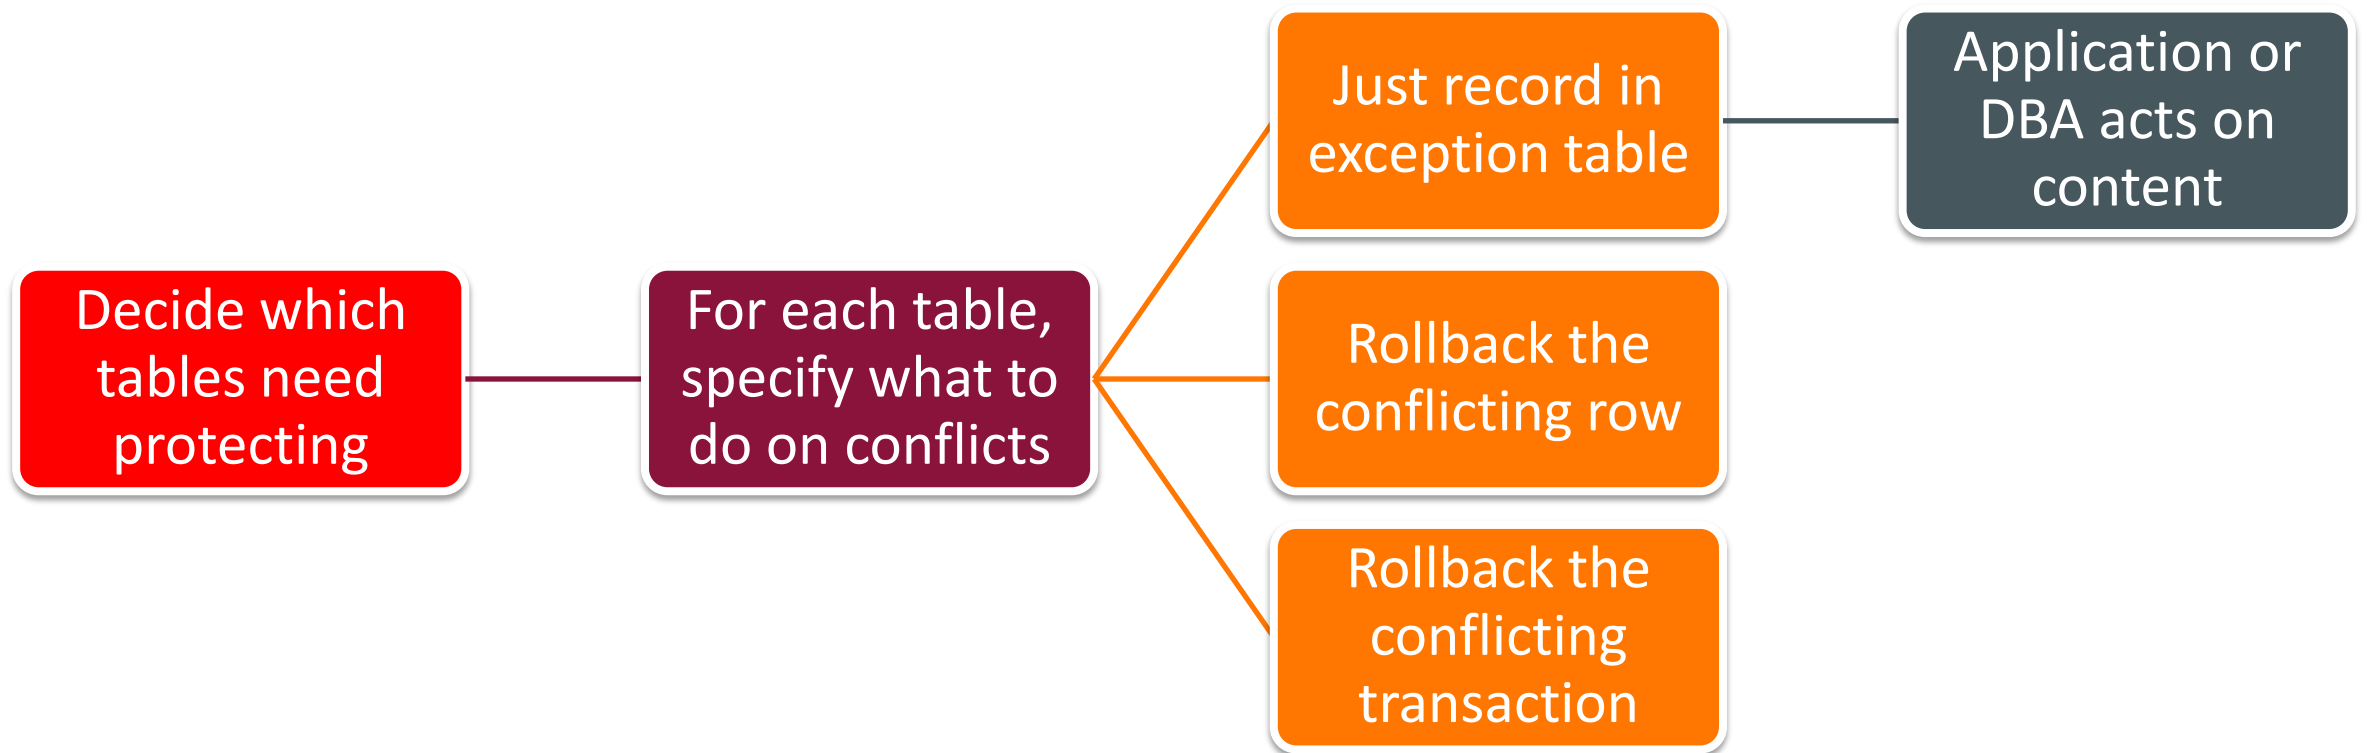 Decide which
tables need
protecting
For each table,
specify what to
do on conflicts
Just record in
exception table
Application or
DBA acts on
content
Rollback the
conflicting row
Rollback the
conflicting
transaction